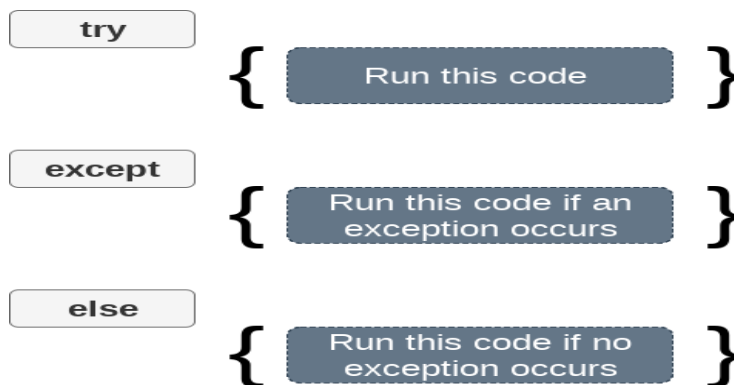 try
{ Run this code }
except
{ Run this code if an
exception occurs }
else
{ Run this code if no
exception occurs }